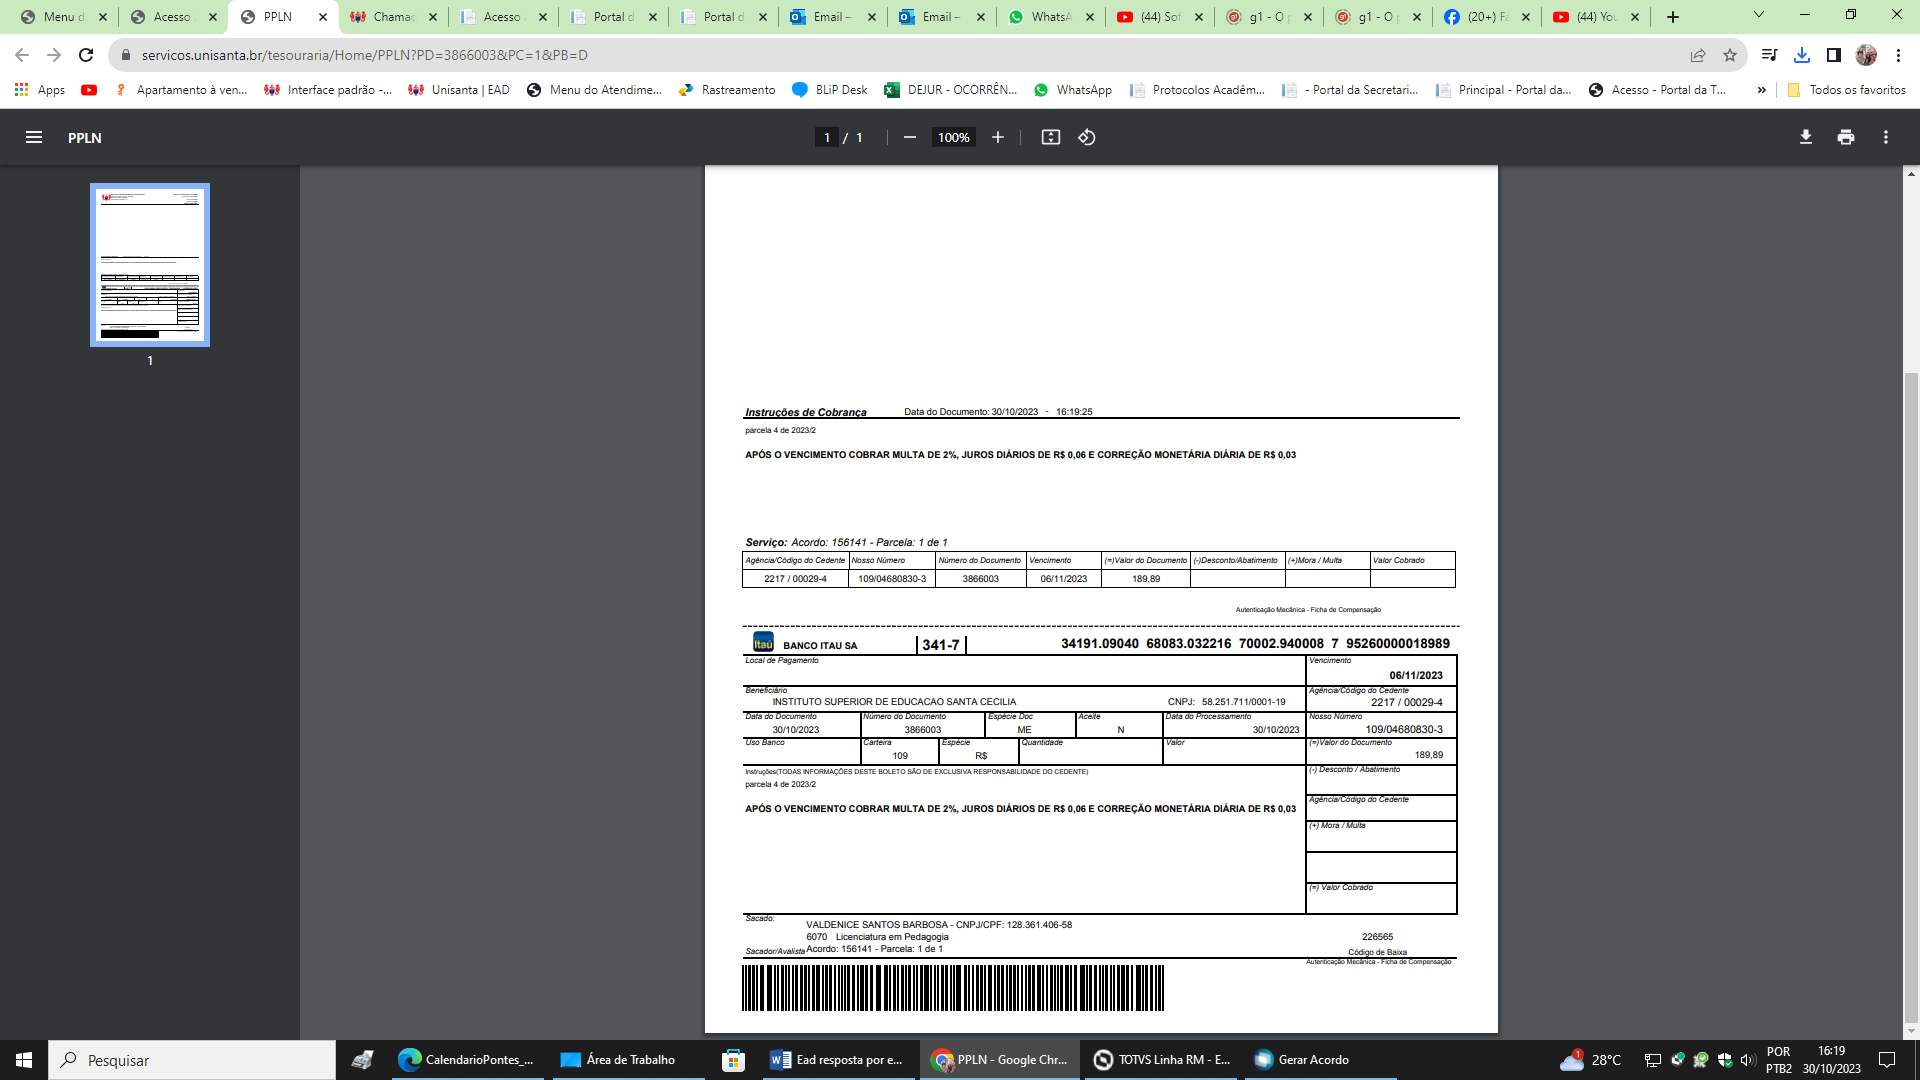 Menu d
Acesso
PPLN
Chamac
Acesso
Portal d
Portal d
Email –
Email –
WhatsA
(44) Sof
g1 - O p
g1 - O p
(20+) Fa
(44) You
servicos.unisanta.br/tesouraria/Home/PPLN?PD=3866003&PC=1&PB=D
Apps
Apartamento à ven...
Interface padrão -...
Unisanta | EAD
Menu do Atendime...
Rastreamento
BLiP Desk
DEJUR - OCORRÊN...
WhatsApp
Protocolos Acadêm...
- Portal da Secretari...
Principal - Portal da...
Acesso - Portal da T...
»
Todos os favoritos
PPLN
1 / 1
100%
1
Instruções de Cobrança Data do Documento: 30/10/2023 - 16:19:25
parcela 4 de 2023/2
APÓS O VENCIMENTO COBRAR MULTA DE 2%, JUROS DIÁRIOS DE R$ 0,06 E CORREÇÃO MONETÁRIA DIÁRIA DE R$ 0,03
Serviço: Acordo: 156141 - Parcela: 1 de 1
Agência/Código do Cedente Nosso Número Número do Documento Vencimento (=)Valor do Documento (-)Desconto/Abatimento (+)Mora / Multa Valor Cobrado
2217 / 00029-4 109/04680830-3 3866003 06/11/2023 189,89
Autenticação Mecânica - Ficha de Compensação
Itaú BANCO ITAU SA 341-7 34191.09040 68083.032216 70002.940008 7 95260000018989
Local de Pagamento Vencimento
06/11/2023
Beneficiário Agência/Código do Cedente
INSTITUTO SUPERIOR DE EDUCACAO SANTA CECILIA CNPJ: 58.251.711/0001-19 2217 / 00029-4
Data do Documento Número do Documento Espécie Doc Aceite Data do Processamento Nosso Número
30/10/2023 3866003 ME N 30/10/2023 109/04680830-3
Uso Banco Carteira Espécie Quantidade Valor (=)Valor do Documento
109 R$ 189,89
Instruções(TODAS INFORMAÇÕES DESTE BOLETO SÃO DE EXCLUSIVA RESPONSABILIDADE DO CEDENTE) (-) Desconto / Abatimento
parcela 4 de 2023/2
Agência/Código do Cedente
APÓS O VENCIMENTO COBRAR MULTA DE 2%, JUROS DIÁRIOS DE R$ 0,06 E CORREÇÃO MONETÁRIA DIÁRIA DE R$ 0,03
(+) Mora / Multa
(=) Valor Cobrado
Sacado:
VALDENICE SANTOS BARBOSA - CNPJ/CPF: 128.361.406-58
6070 Licenciatura em Pedagogia 226565
Sacador/Avalista Acordo: 156141 - Parcela: 1 de 1 Código de Baixa
Autenticação Mecânica - Ficha de Compensação
Pesquisar
CalendarioPontes_...
Área de Trabalho
Ead resposta por e...
PPLN - Google Chr...
TOTVS Linha RM - E...
Gerar Acordo
1
28°C
POR
PTB2
16:19
30/10/2023